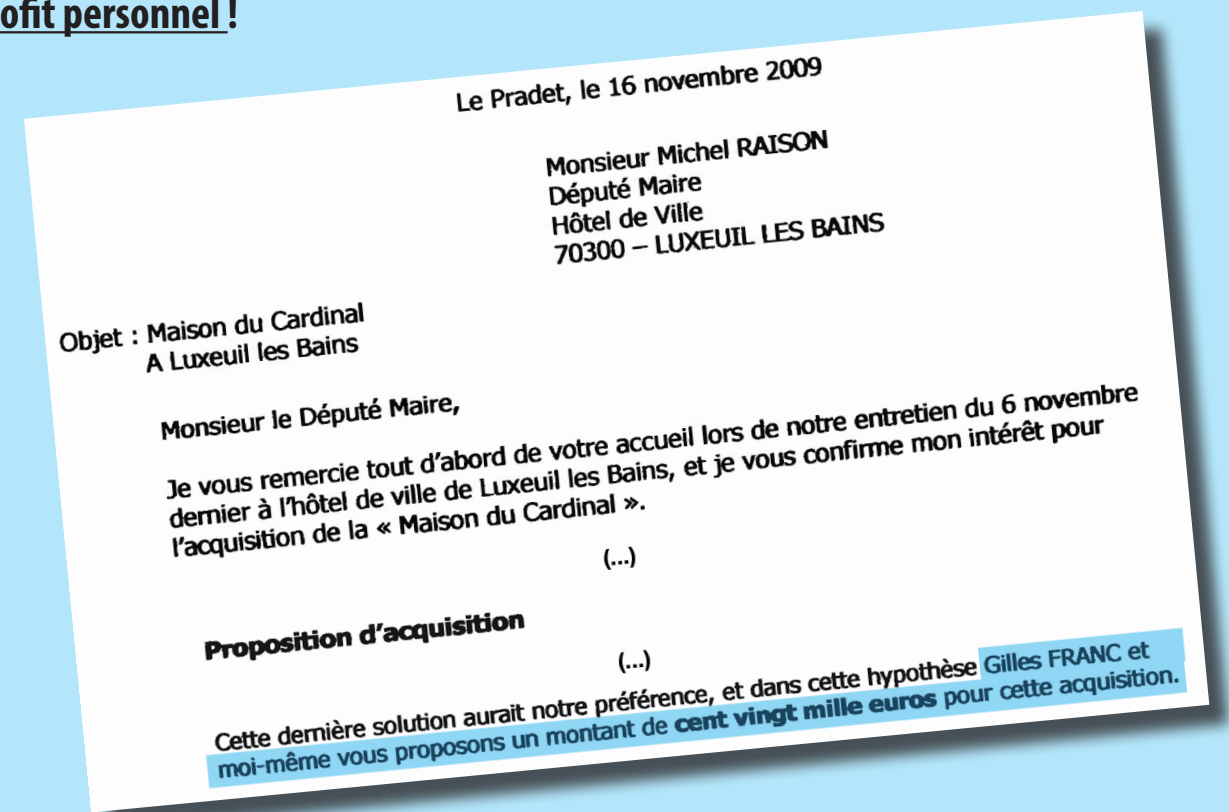 ofit personnel !
Le Pradet, le 16 novembre 2009
Monsieur Michel RAISON
Député Maire
Hôtel de Ville
70300 – LUXEUIL LES BAINS
Objet : Maison du Cardinal
A Luxeuil les Bains
Monsieur le Député Maire,
Je vous remercie tout d'abord de votre accueil lors de notre entretien du 6 novembre
dernier à l'hôtel de ville de Luxeuil les Bains, et je vous confirme mon intérêt pour
l'acquisition de la « Maison du Cardinal ».
(...)
Proposition d'acquisition
(...)
Cette dernière solution aurait notre préférence, et dans cette hypothèse Gilles FRANC et
moi-même vous proposons un montant de cent vingt mille euros pour cette acquisition.